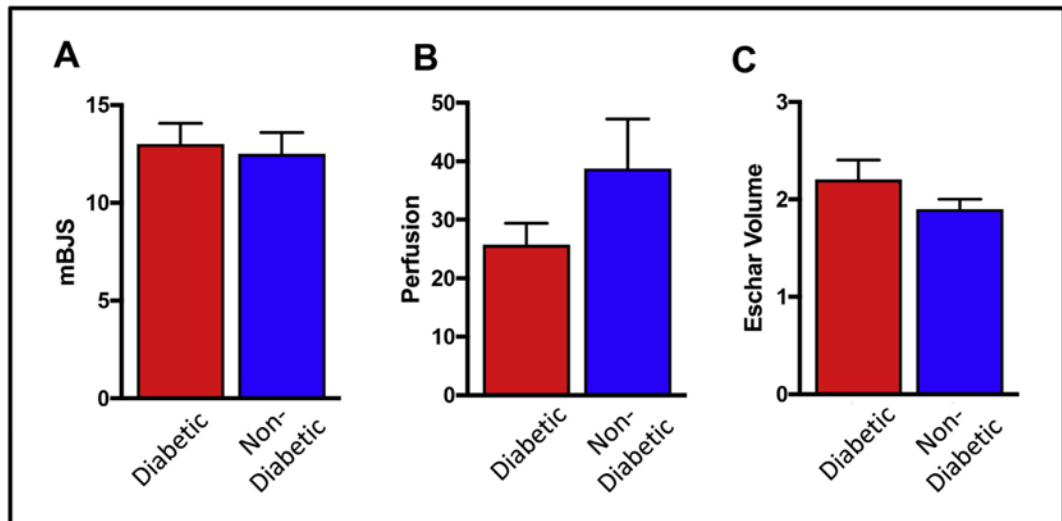 A
mBJS
15
10
5
0
Diabetic
Non-
Diabetic
B
Perfusion
50
40
30
20
10
0
Diabetic
Non-
Diabetic
C
Eschar Volume
3
2
1
0
Diabetic
Non-
Diabetic